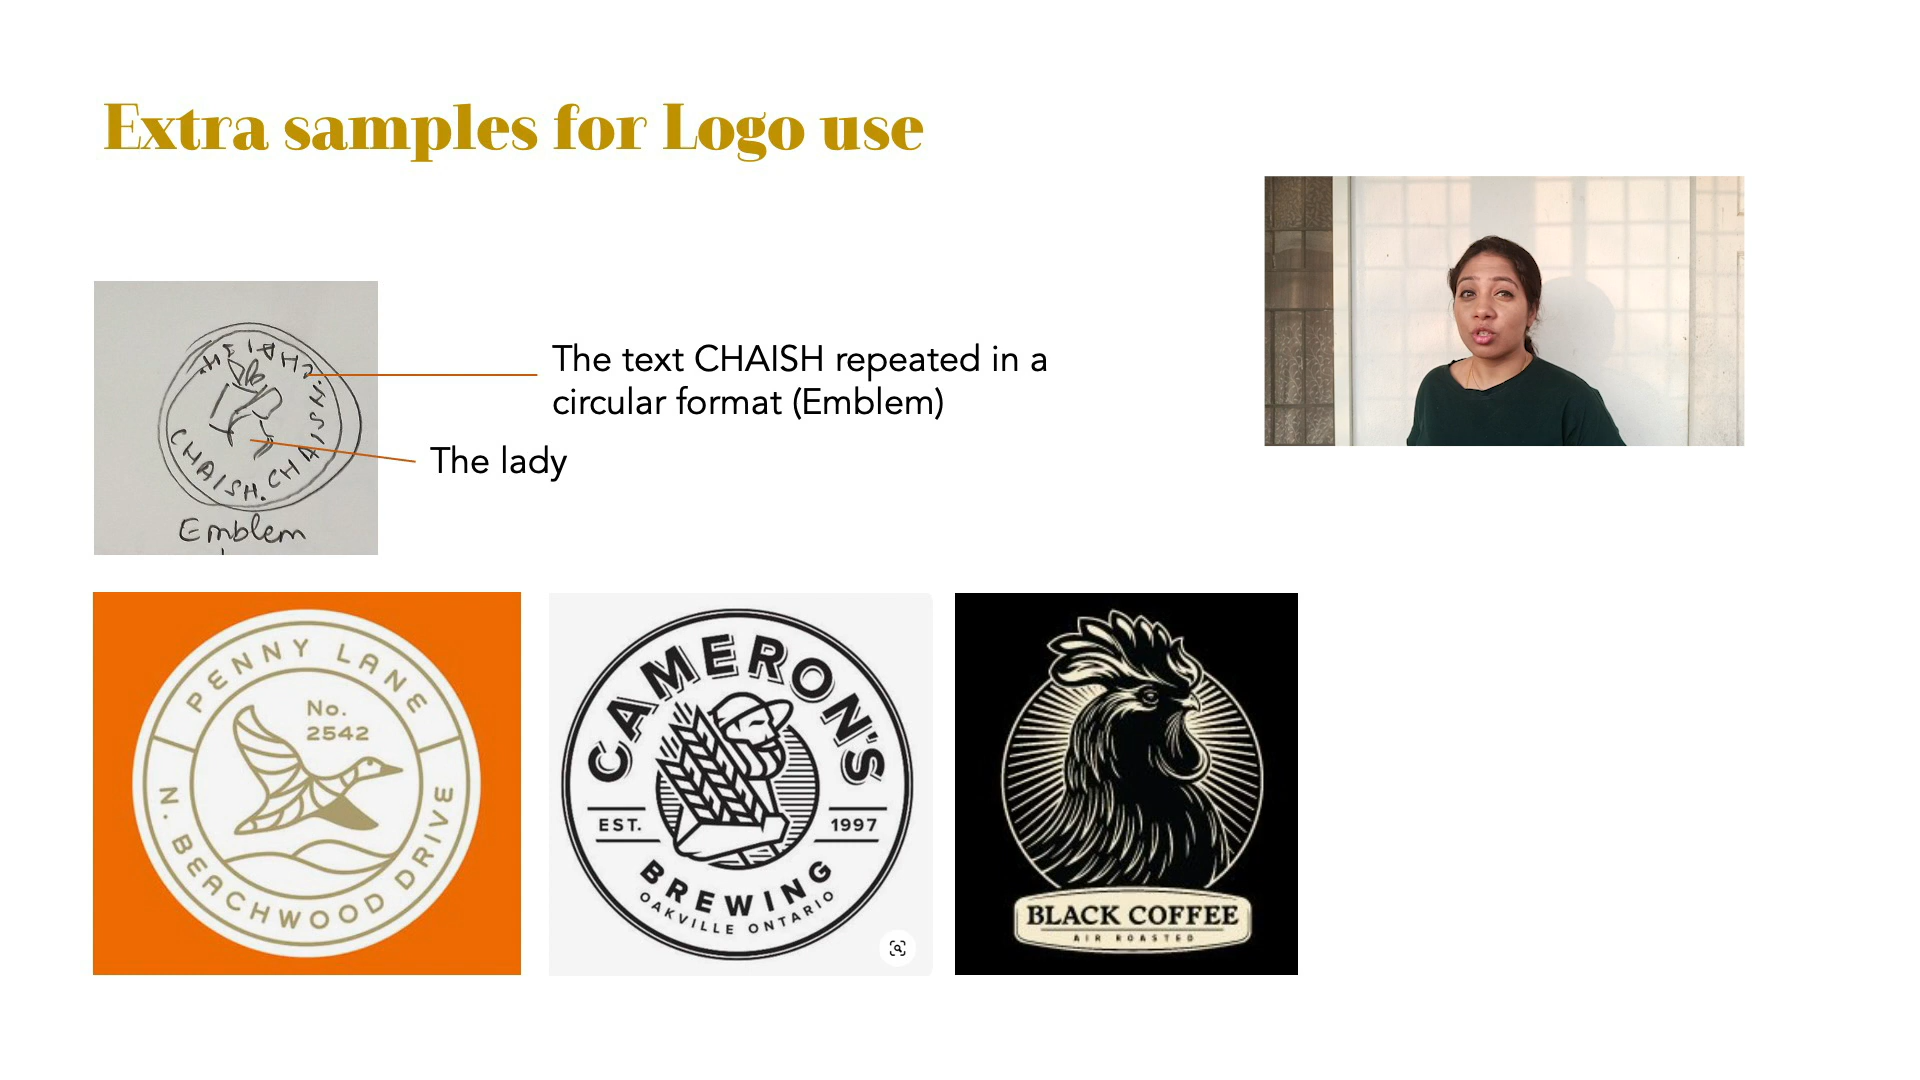 Extra samples for Logo use
CHAISH. CHAISH. CHAISH
Emblem
The text CHAISH repeated in a
circular format (Emblem)
The lady
PENNY LANE
No.
2542
N. BEACHWOOD DRIVE
CAMERON'S
EST. 1997
BREWING
OAKVILLE ONTARIO
BLACK COFFEE
AIR ROASTED